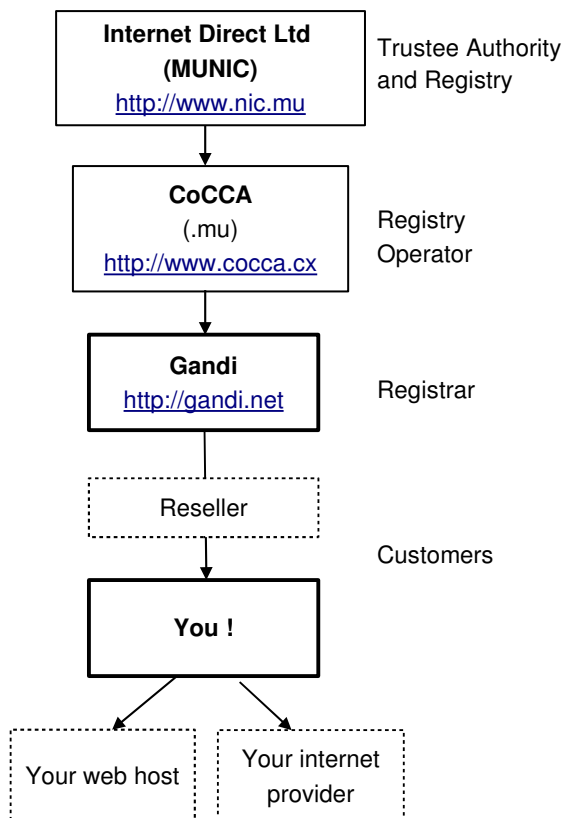 Internet Direct Ltd
(MUNIC)
http://www.nic.mu
Trustee Authority
and Registry
CoCCA
(.mu)
http://www.cocca.cx
Registry
Operator
Gandi
http://gandi.net
Registrar
Reseller
Customers
You !
Your web host
Your internet
provider